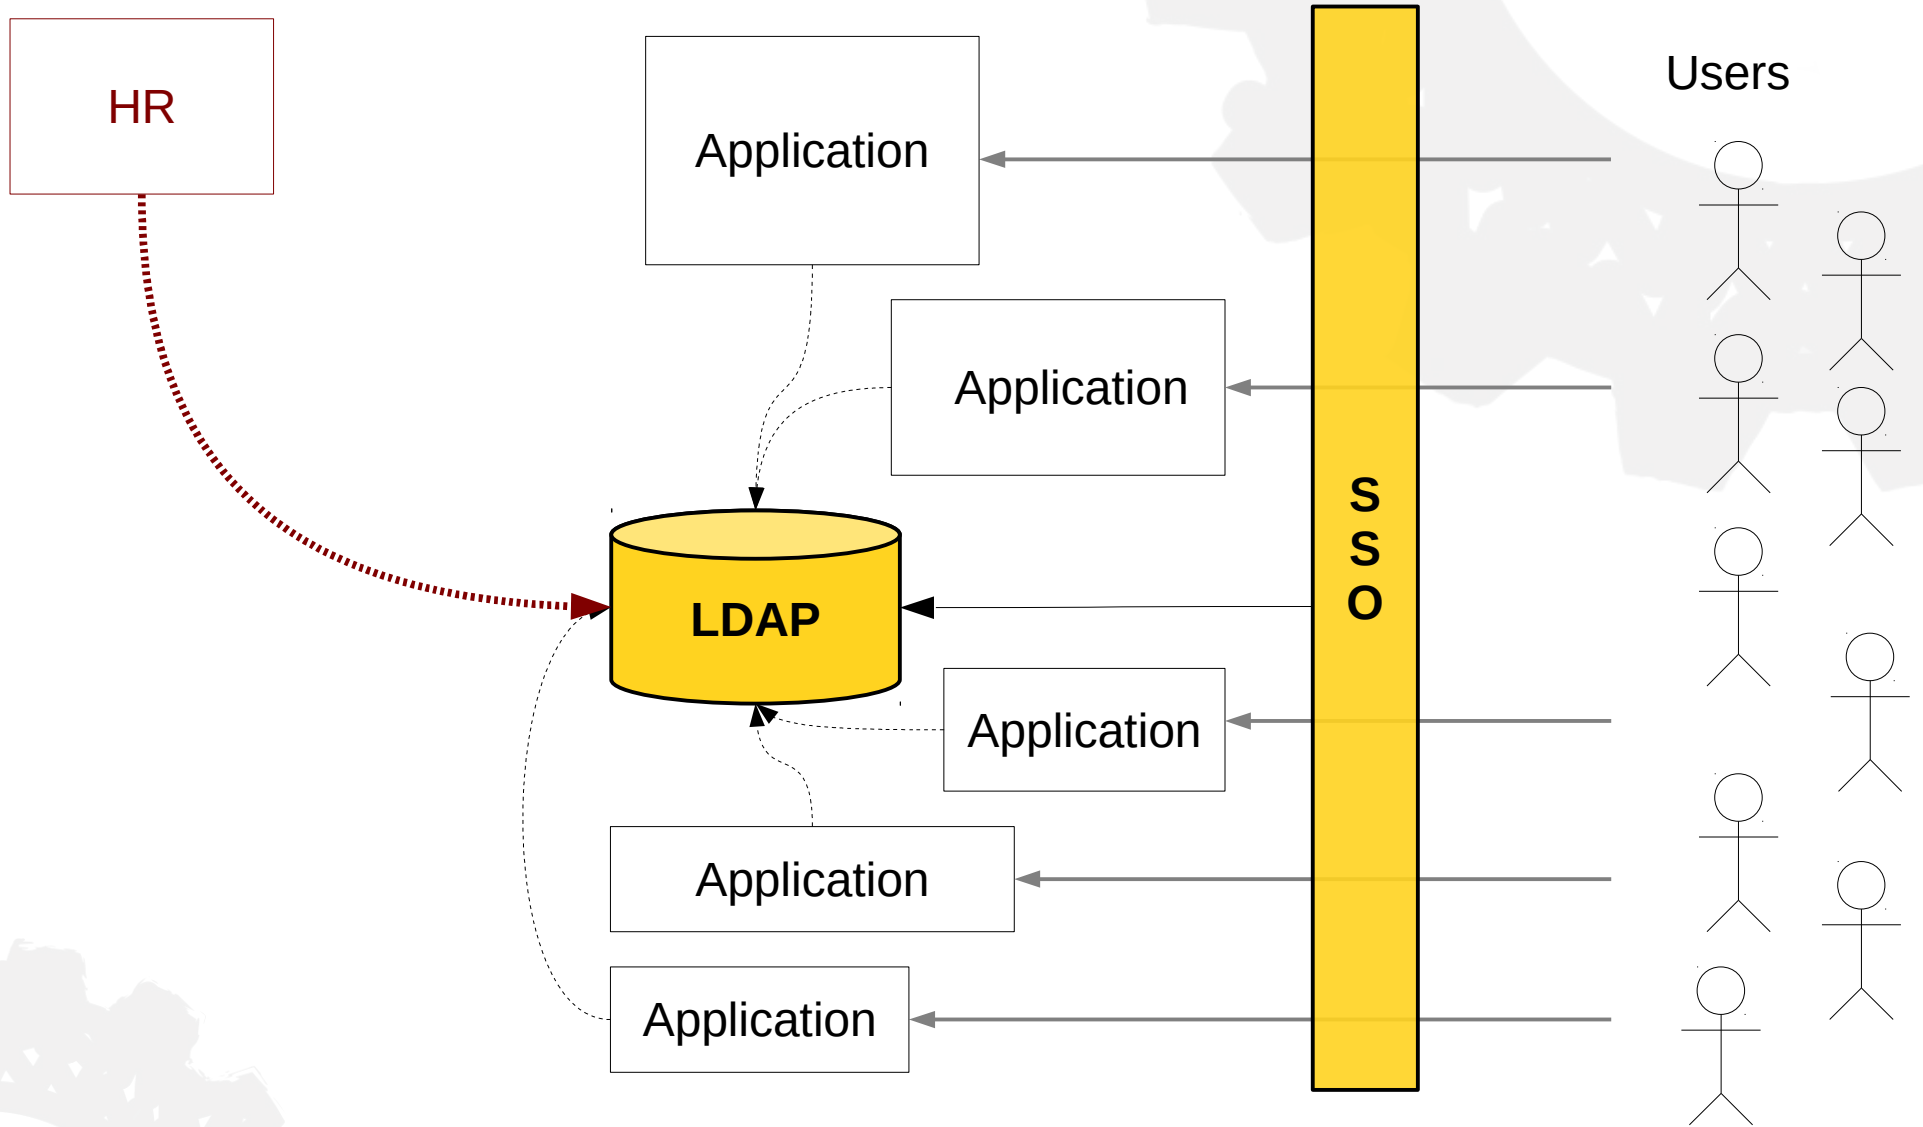 HR
Application
Users
Application
S
S
O
LDAP
Application
Application
Application